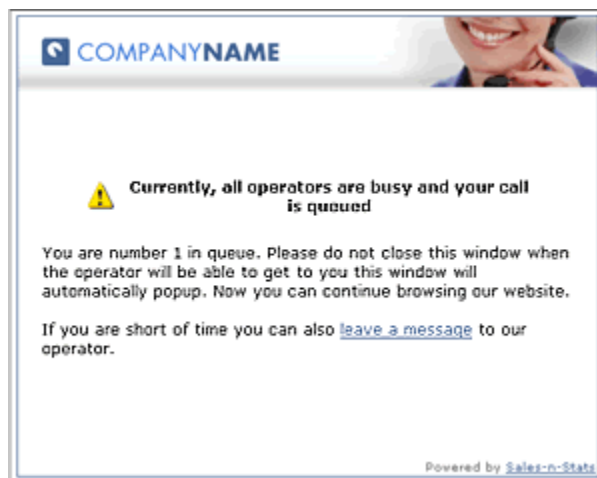 COMPANYNAME
Currently, all operators are busy and your call
is queued
You are number 1 in queue. Please do not close this window when
the operator will be able to get to you this window will
automatically popup. Now you can continue browsing our website.
If you are short of time you can also leave a message to our
operator.
Powered by Sales-n-Stats